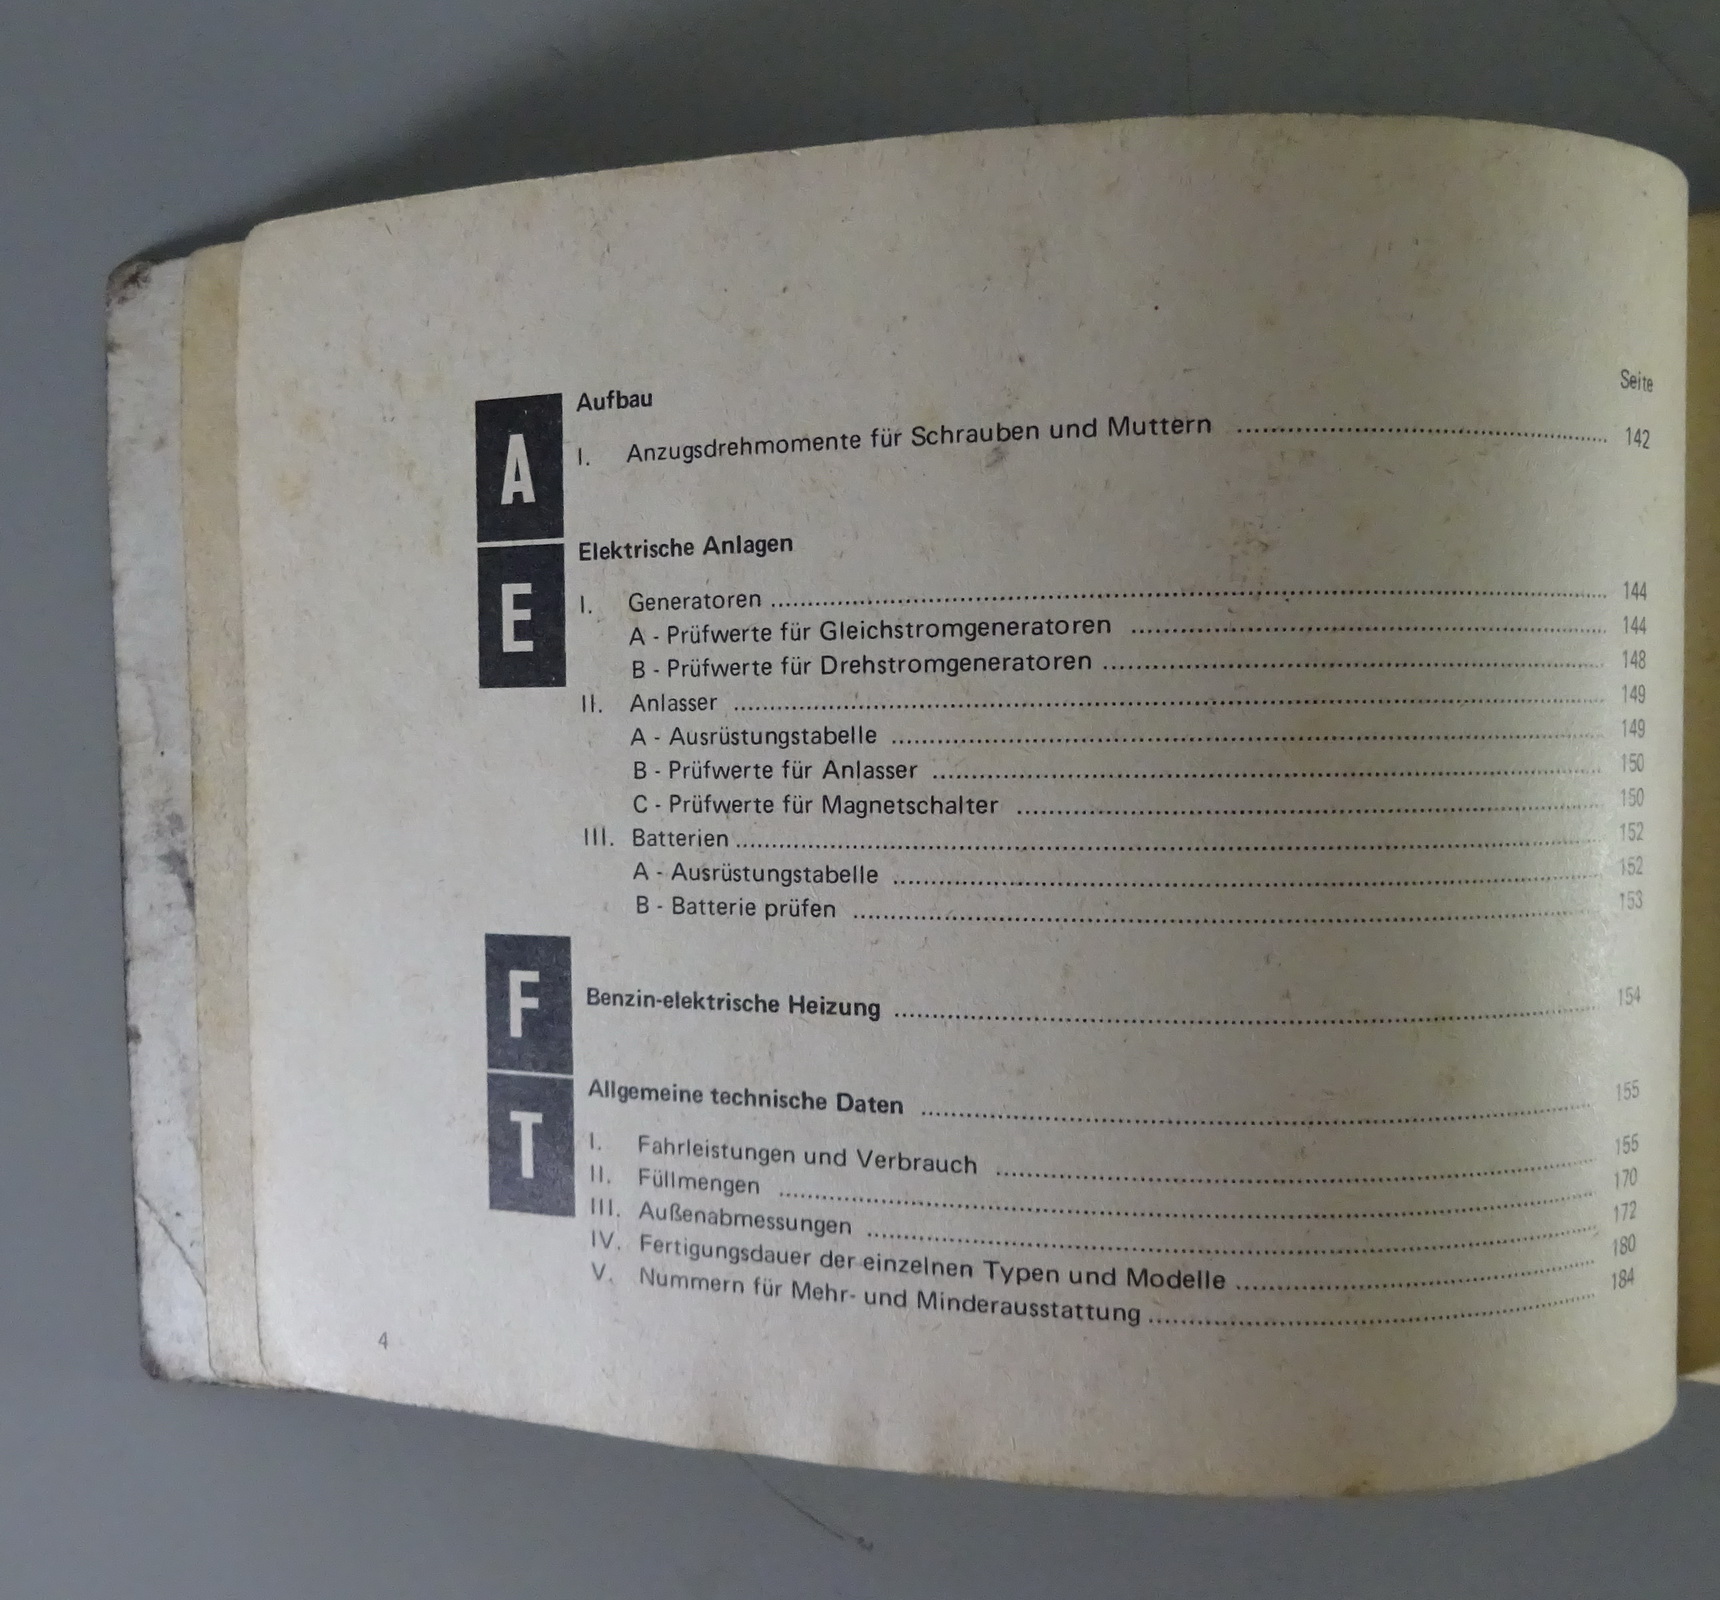 Seite
A
Aufbau
I. Anzugsdrehmomente für Schrauben und Muttern ........ 142
E
Elektrische Anlagen
I. Generatoren ........ 144
A - Prüfwerte für Gleichstromgeneratoren ........ 144
B - Prüfwerte für Drehstromgeneratoren ........ 148
II. Anlasser ........ 149
A - Ausrüstungstabelle ........ 149
B - Prüfwerte für Anlasser ........ 150
C - Prüfwerte für Magnetschalter ........ 150
III. Batterien ........ 152
A - Ausrüstungstabelle ........ 152
B - Batterie prüfen ........ 153
F
Benzin-elektrische Heizung ........ 154
T
Allgemeine technische Daten ........ 155
I. Fahrleistungen und Verbrauch ........ 155
II. Füllmengen ........ 170
III. Außenabmessungen ........ 172
IV. Fertigungsdauer der einzelnen Typen und Modelle ........ 180
V. Nummern für Mehr- und Minderausstattung ........ 184
4